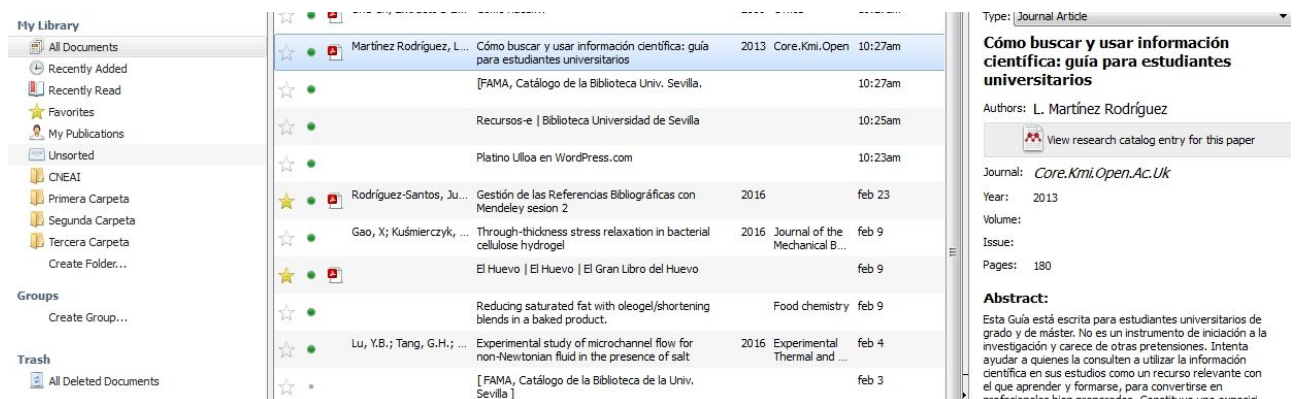 My Library
All Documents
Recently Added
Recently Read
Favorites
My Publications
Unsorted
CNEAI
Primera Carpeta
Segunda Carpeta
Tercera Carpeta
Create Folder...
Groups
Create Group...
Trash
All Deleted Documents
Martínez Rodríguez, L... Cómo buscar y usar información científica: guía 2013 Core.Kmi.Open 10:27am
para estudiantes universitarios
[FAMA, Catálogo de la Biblioteca Univ. Sevilla. 10:27am
Recursos-e | Biblioteca Universidad de Sevilla 10:25am
Platino Ulloa en WordPress.com 10:23am
Rodríguez-Santos, Ju... Gestión de las Referencias Bibliográficas con 2016 feb 23
Mendeley sesion 2
Gao, X; Kuśmierczyk, ... Through-thickness stress relaxation in bacterial 2016 Journal of the feb 9
cellulose hydrogel Mechanical B...
El Huevo | El Huevo | El Gran Libro del Huevo feb 9
Reducing saturated fat with oleogel/shortening Food chemistry feb 9
blends in a baked product.
Lu, Y.B.; Tang, G.H.; ... Experimental study of microchannel flow for 2016 Experimental feb 4
non-Newtonian fluid in the presence of salt Thermal and ...
[ FAMA, Catálogo de la Biblioteca de la Univ. feb 3
Sevilla ]
Type: Journal Article
Cómo buscar y usar información
científica: guía para estudiantes
universitarios
Authors: L. Martínez Rodríguez
View research catalog entry for this paper
Journal: Core.Kmi.Open.Ac.Uk
Year: 2013
Volume:
Issue:
Pages: 180
Abstract:
Esta Guía está escrita para estudiantes universitarios de
grado y de máster. No es un instrumento de iniciación a la
investigación y carece de otras pretensiones. Intenta
ayudar a quienes la consulten a utilizar la información
científica en sus estudios como un recurso relevante con
el que aprender y formarse, para convertirse en